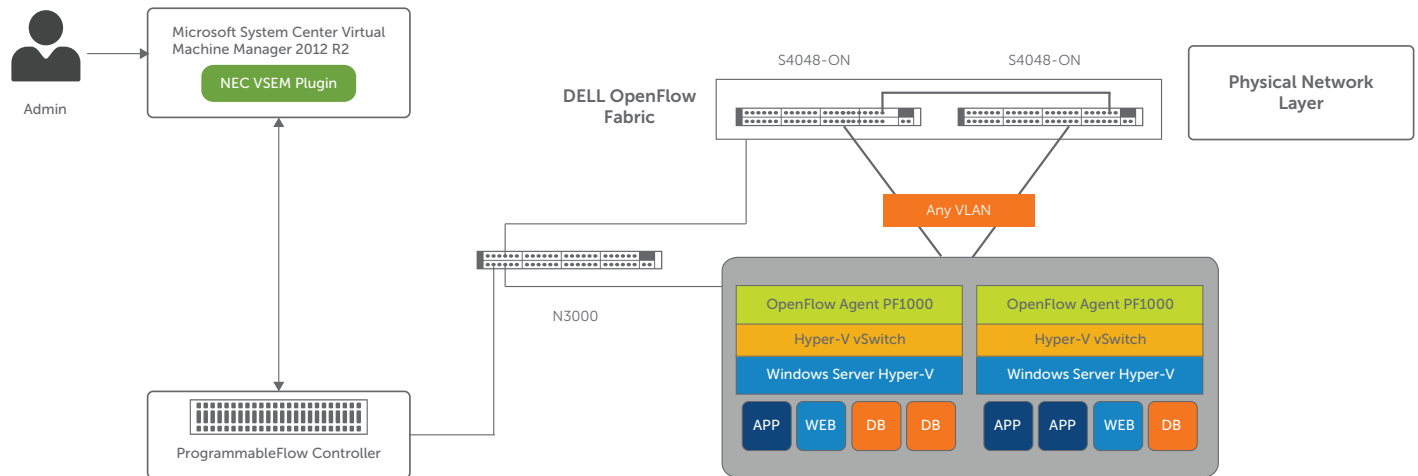 Admin
Microsoft System Center Virtual
Machine Manager 2012 R2
NEC VSEM Plugin
ProgrammableFlow Controller
N3000
DELL OpenFlow
Fabric
S4048-ON
S4048-ON
Physical Network
Layer
Any VLAN
OpenFlow Agent PF1000
Hyper-V vSwitch
Windows Server Hyper-V
APP
WEB
DB
DB
OpenFlow Agent PF1000
Hyper-V vSwitch
Windows Server Hyper-V
APP
APP
WEB
DB